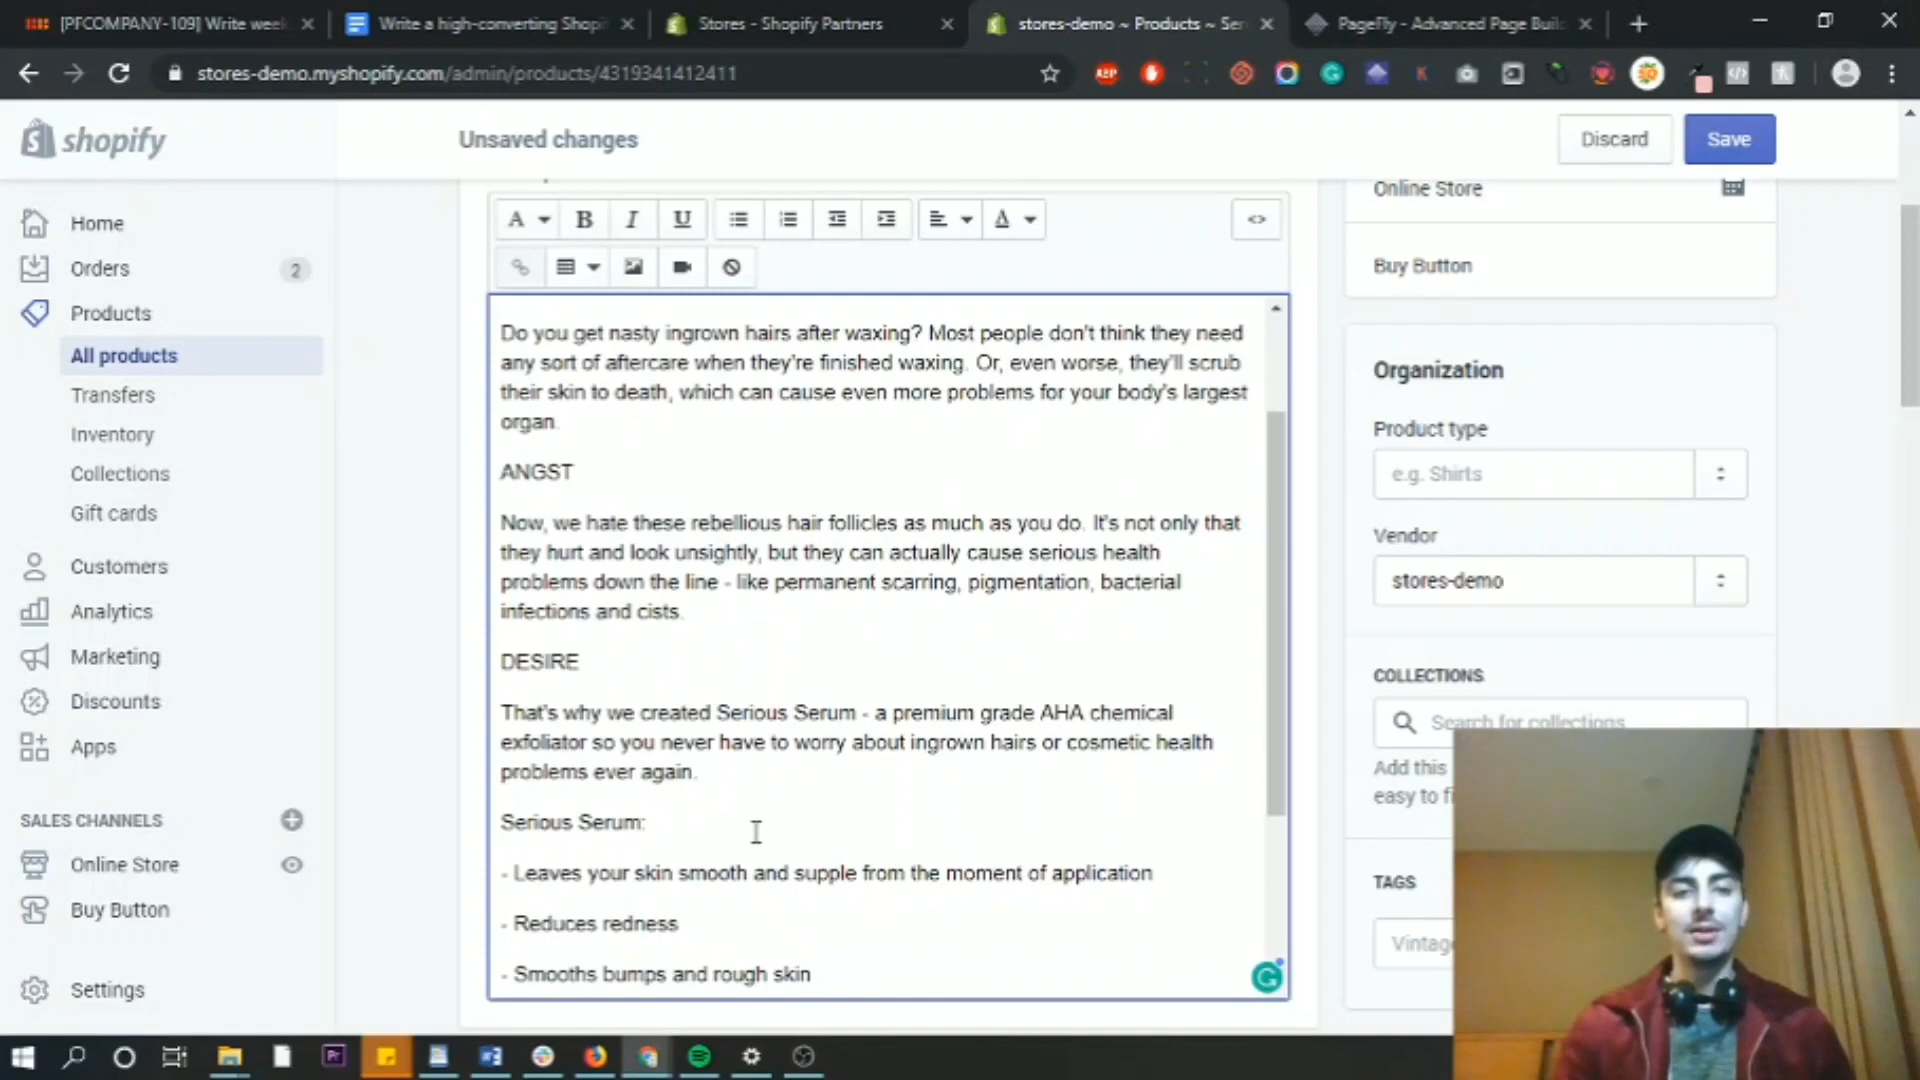 [PFCOMPANY-109] Write week
Write a high-converting Shopif
Stores - Shopify Partners
stores-demo ~ Products ~ Ser
PageFly - Advanced Page Buil
stores-demo.myshopify.com/admin/products/4319341412411
ABP
shopify
Unsaved changes
Discard
Save
Home
Orders
2
Products
All products
Transfers
Inventory
Collections
Gift cards
Customers
Analytics
Marketing
Discounts
Apps
SALES CHANNELS
Online Store
Buy Button
Settings
A
B
I
U
A
<>
Do you get nasty ingrown hairs after waxing? Most people don't think they need
any sort of aftercare when they're finished waxing. Or, even worse, they'll scrub
their skin to death, which can cause even more problems for your body's largest
organ.
ANGST
Now, we hate these rebellious hair follicles as much as you do. It's not only that
they hurt and look unsightly, but they can actually cause serious health
problems down the line - like permanent scarring, pigmentation, bacterial
infections and cists.
DESIRE
That's why we created Serious Serum - a premium grade AHA chemical
exfoliator so you never have to worry about ingrown hairs or cosmetic health
problems ever again.
Serious Serum:
- Leaves your skin smooth and supple from the moment of application
- Reduces redness
- Smooths bumps and rough skin
Online Store
Buy Button
Organization
Product type
e.g. Shirts
Vendor
stores-demo
COLLECTIONS
Search for collections
Add this
easy to fi
TAGS
Vintag
Pr